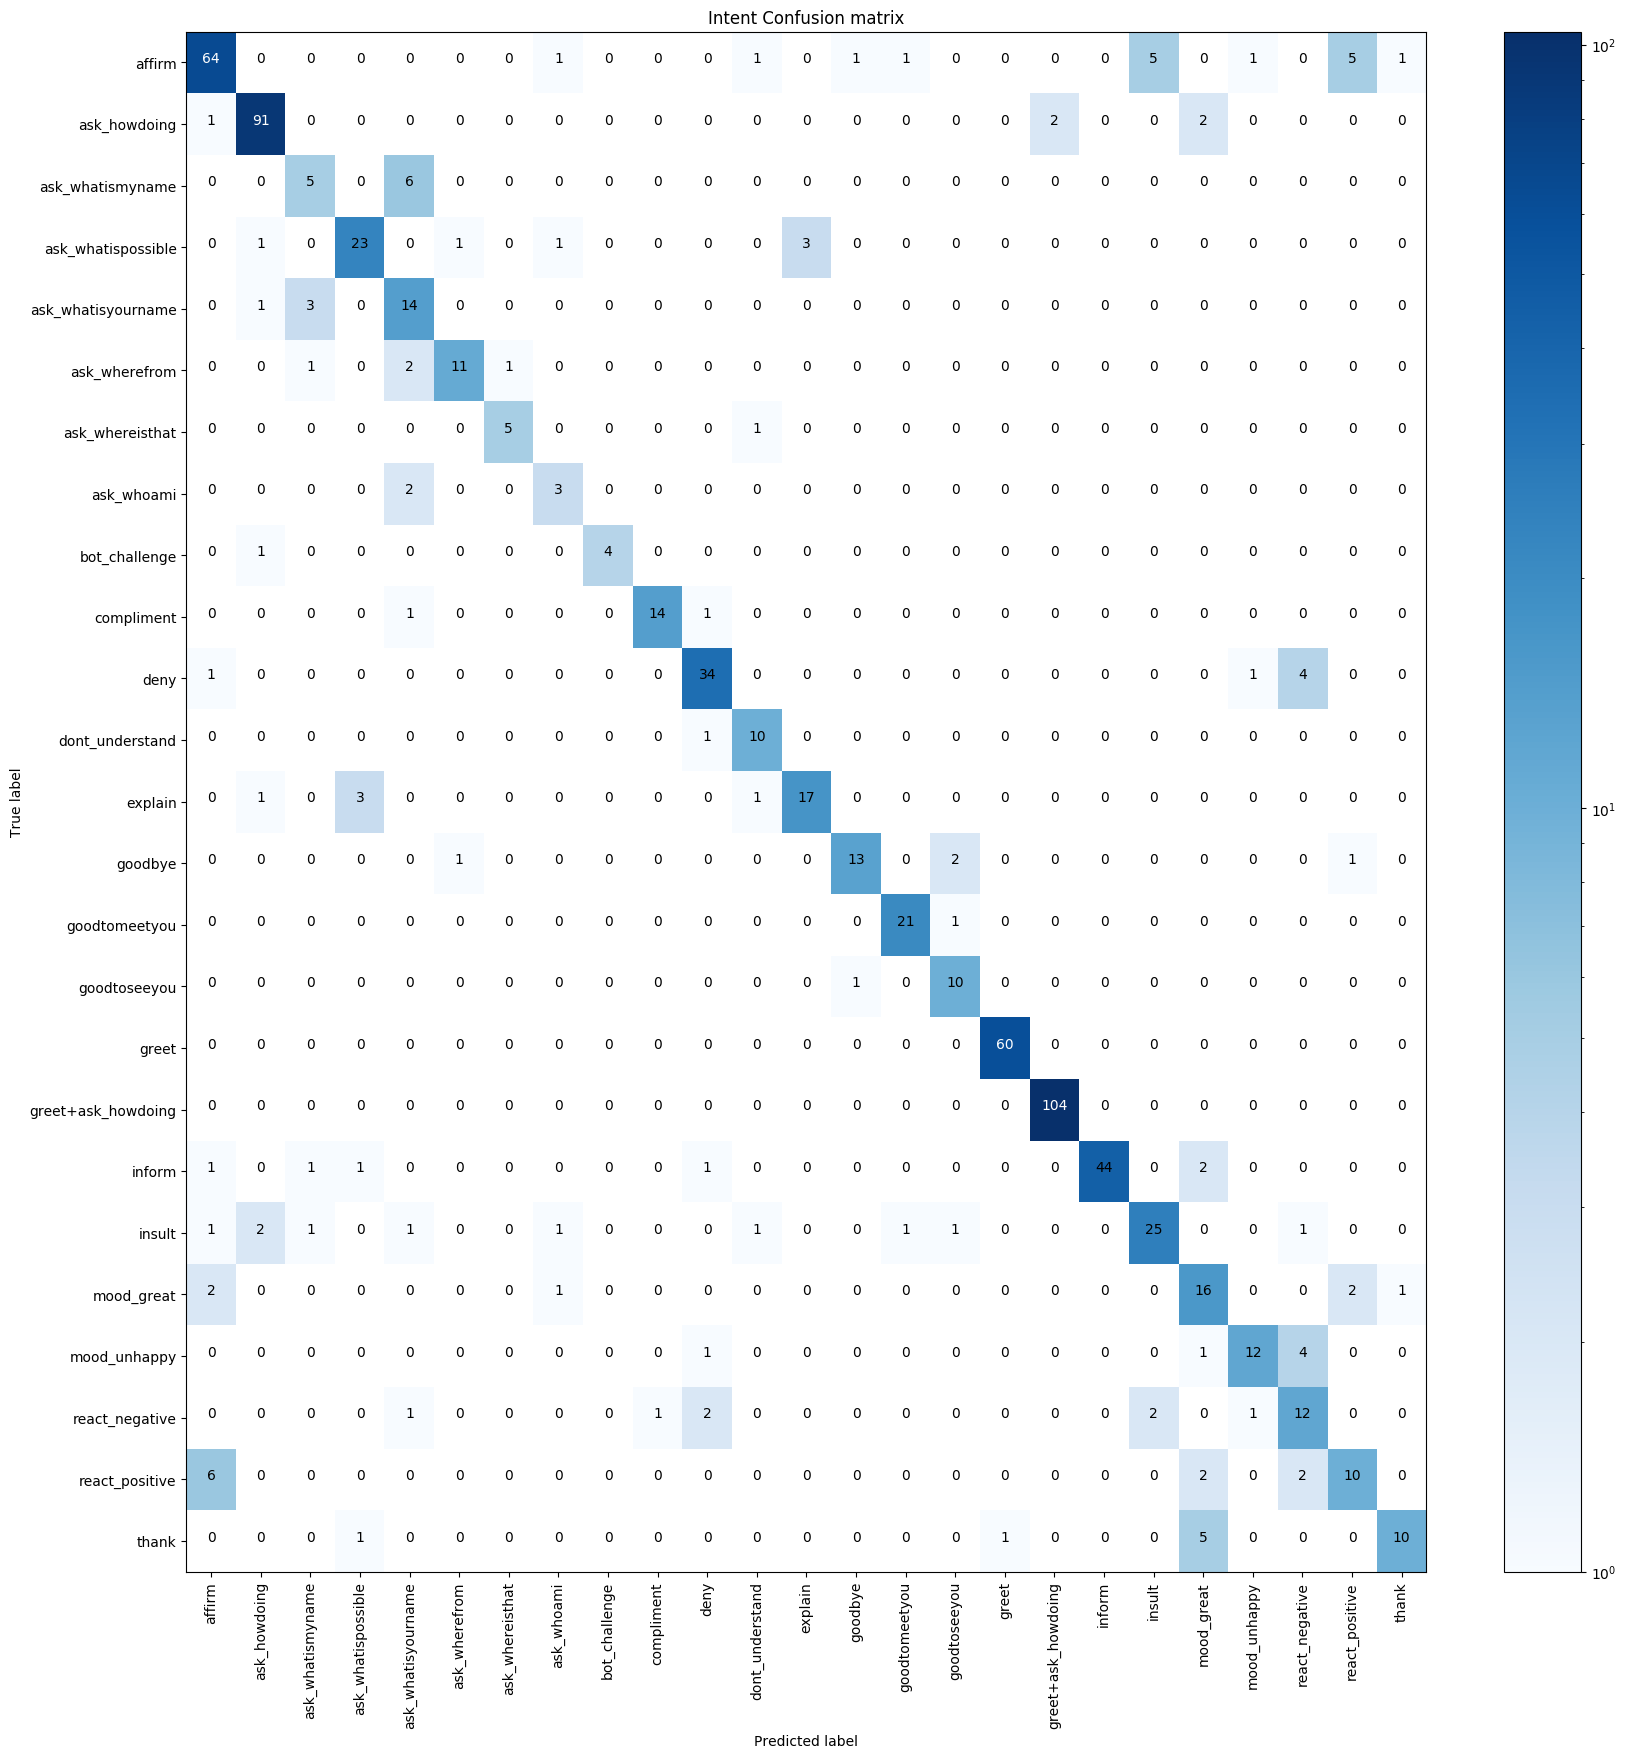 Intent Confusion matrix
affirm 64 0 0 0 0 0 0 1 0 0 0 1 0 1 1 0 0 0 0 5 0 1 0 5 1
ask_howdoing 1 91 0 0 0 0 0 0 0 0 0 0 0 0 0 0 0 2 0 0 2 0 0 0 0
ask_whatismyname 0 0 5 0 6 0 0 0 0 0 0 0 0 0 0 0 0 0 0 0 0 0 0 0 0
ask_whatispossible 0 1 0 23 0 1 0 1 0 0 0 0 3 0 0 0 0 0 0 0 0 0 0 0 0
ask_whatisyourname 0 1 3 0 14 0 0 0 0 0 0 0 0 0 0 0 0 0 0 0 0 0 0 0 0
ask_wherefrom 0 0 1 0 2 11 1 0 0 0 0 0 0 0 0 0 0 0 0 0 0 0 0 0 0
ask_whereisthat 0 0 0 0 0 0 5 0 0 0 0 1 0 0 0 0 0 0 0 0 0 0 0 0 0
ask_whoami 0 0 0 0 2 0 0 3 0 0 0 0 0 0 0 0 0 0 0 0 0 0 0 0 0
bot_challenge 0 1 0 0 0 0 0 0 4 0 0 0 0 0 0 0 0 0 0 0 0 0 0 0 0
compliment 0 0 0 0 1 0 0 0 0 14 1 0 0 0 0 0 0 0 0 0 0 0 0 0 0
deny 1 0 0 0 0 0 0 0 0 0 34 0 0 0 0 0 0 0 0 0 0 1 4 0 0
dont_understand 0 0 0 0 0 0 0 0 0 0 1 10 0 0 0 0 0 0 0 0 0 0 0 0 0
explain 0 1 0 3 0 0 0 0 0 0 0 1 17 0 0 0 0 0 0 0 0 0 0 0 0
goodbye 0 0 0 0 0 1 0 0 0 0 0 0 0 13 0 2 0 0 0 0 0 0 0 1 0
goodtomeetyou 0 0 0 0 0 0 0 0 0 0 0 0 0 0 21 1 0 0 0 0 0 0 0 0 0
goodtoseeyou 0 0 0 0 0 0 0 0 0 0 0 0 0 1 0 10 0 0 0 0 0 0 0 0 0
greet 0 0 0 0 0 0 0 0 0 0 0 0 0 0 0 0 60 0 0 0 0 0 0 0 0
greet+ask_howdoing 0 0 0 0 0 0 0 0 0 0 0 0 0 0 0 0 0 104 0 0 0 0 0 0 0
inform 1 0 1 1 0 0 0 0 0 0 1 0 0 0 0 0 0 0 44 0 2 0 0 0 0
insult 1 2 1 0 1 0 0 1 0 0 0 1 0 0 1 1 0 0 0 25 0 0 1 0 0
mood_great 2 0 0 0 0 0 0 1 0 0 0 0 0 0 0 0 0 0 0 0 16 0 0 2 1
mood_unhappy 0 0 0 0 0 0 0 0 0 0 1 0 0 0 0 0 0 0 0 0 1 12 4 0 0
react_negative 0 0 0 0 1 0 0 0 0 1 2 0 0 0 0 0 0 0 0 2 0 1 12 0 0
react_positive 6 0 0 0 0 0 0 0 0 0 0 0 0 0 0 0 0 0 0 0 2 0 2 10 0
thank 0 0 0 1 0 0 0 0 0 0 0 0 0 0 0 0 1 0 0 0 5 0 0 0 10
True label
affirm
ask_howdoing
ask_whatismyname
ask_whatispossible
ask_whatisyourname
ask_wherefrom
ask_whereisthat
ask_whoami
bot_challenge
compliment
deny
dont_understand
explain
goodbye
goodtomeetyou
goodtoseeyou
greet
greet+ask_howdoing
inform
insult
mood_great
mood_unhappy
react_negative
react_positive
thank
Predicted label
10²
10¹
10⁰